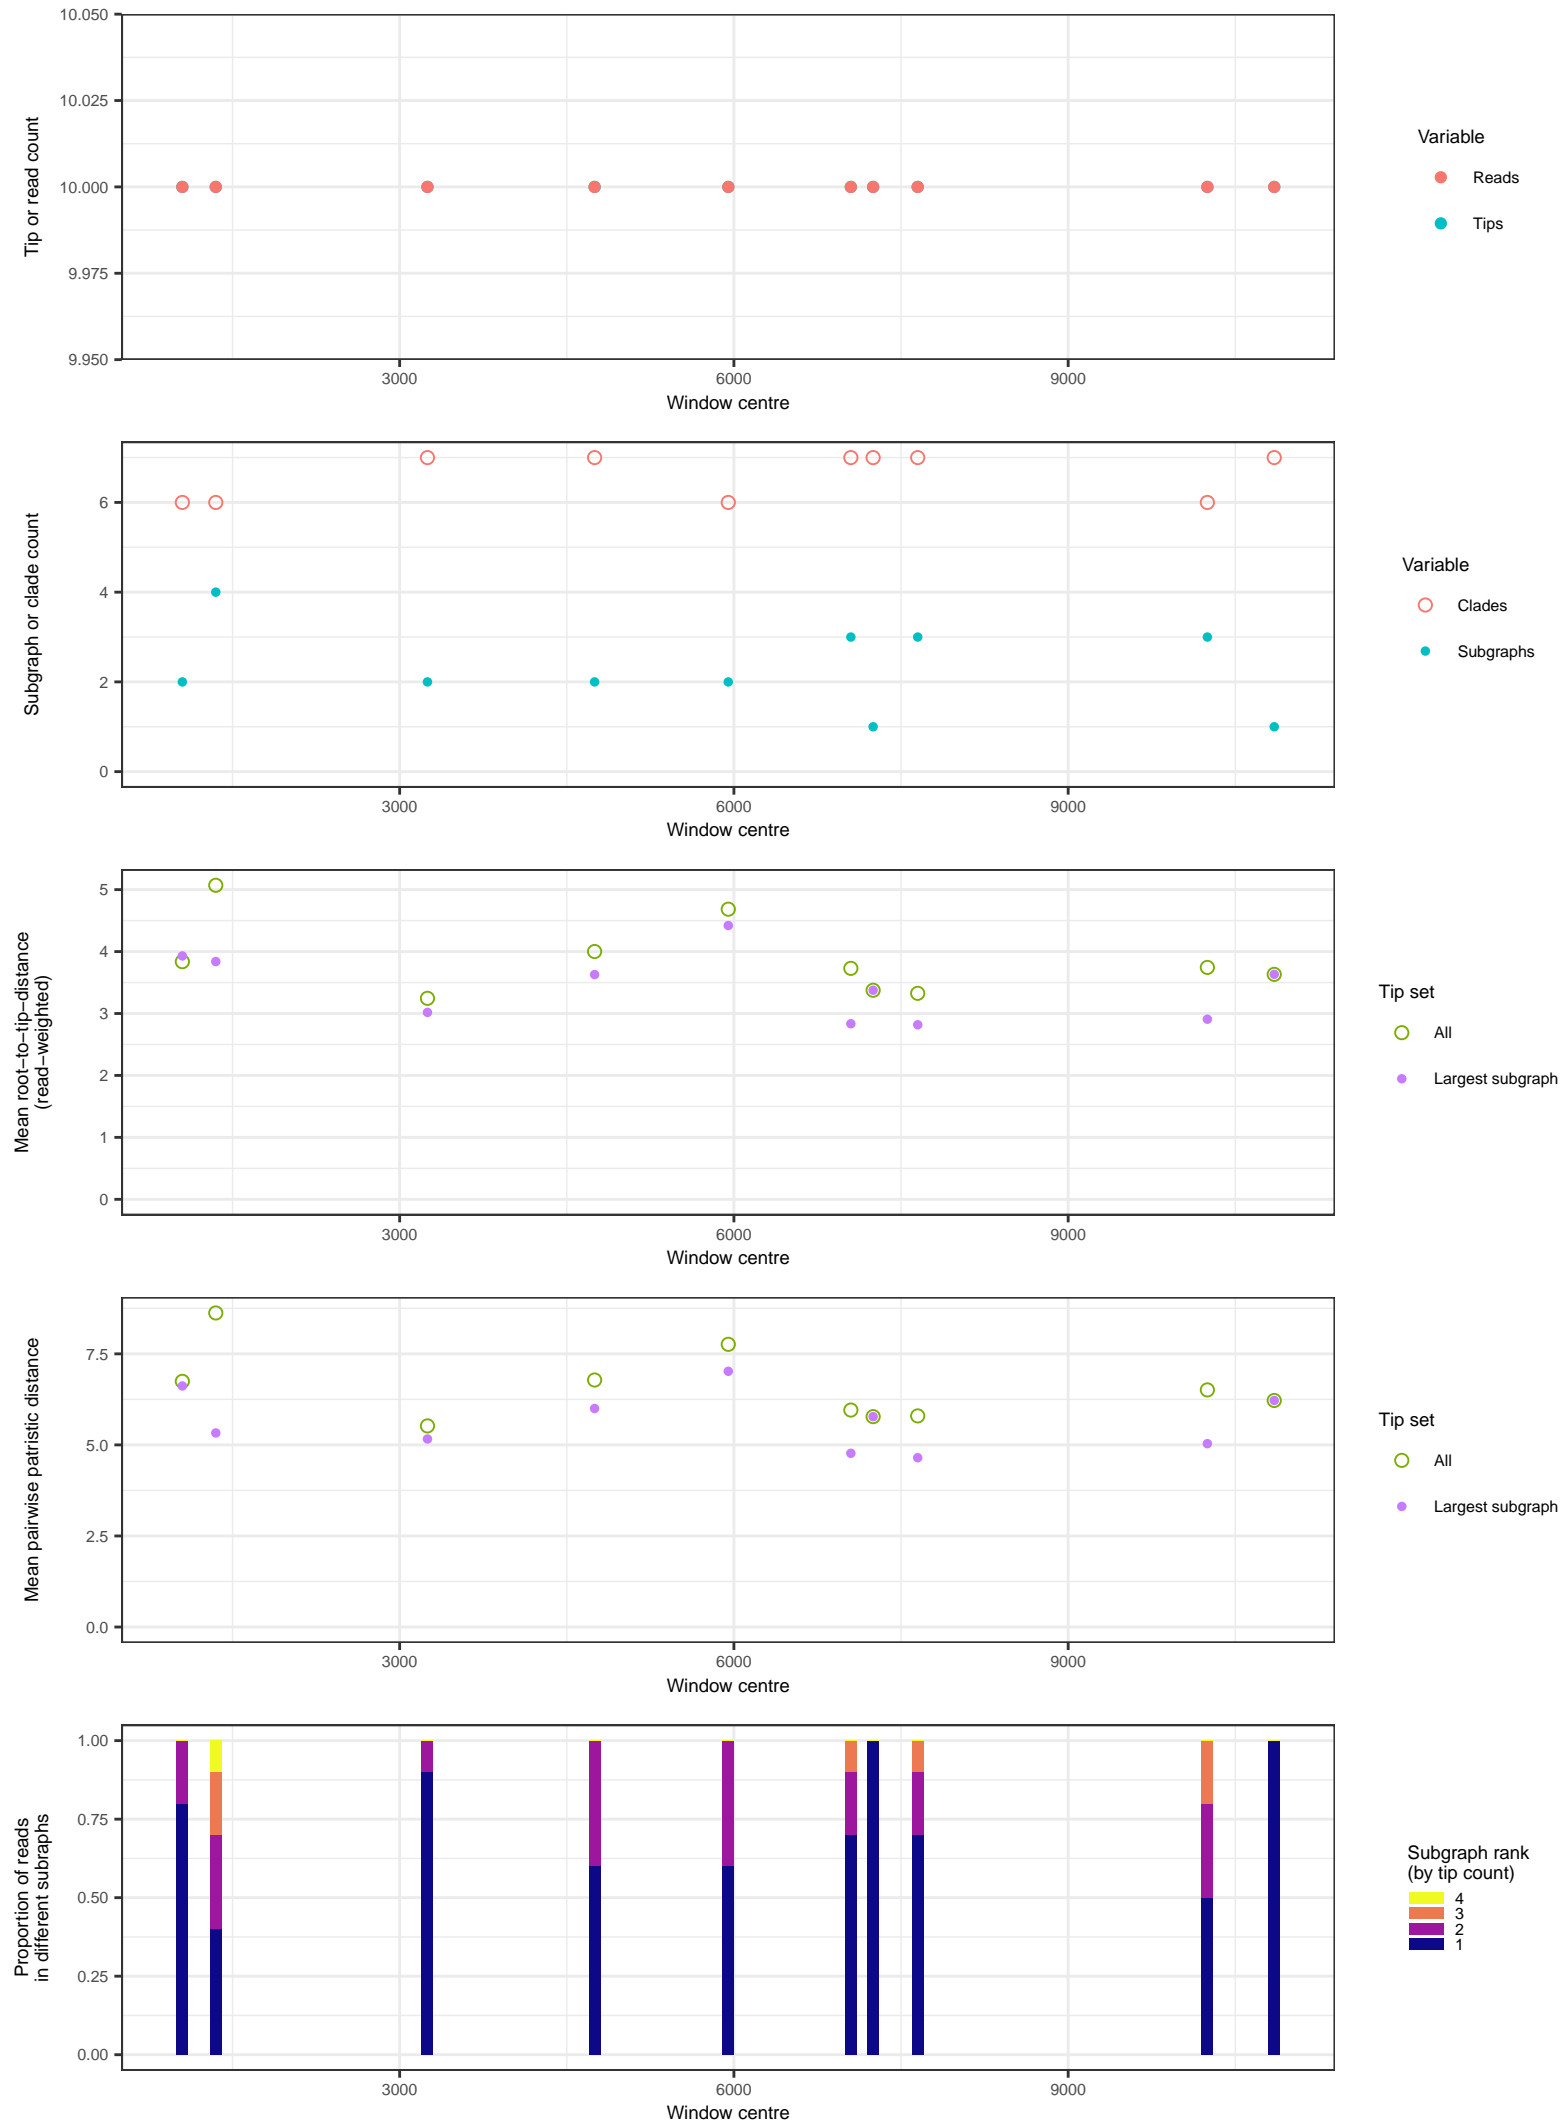 10.050
10.025
10.000
9.975
9.950
Tip or read count
3000 6000 9000
Window centre
Variable
Reads
Tips
6
4
2
0
Subgraph or clade count
3000 6000 9000
Window centre
Variable
Clades
Subgraphs
5
4
3
2
1
0
Mean root−to−tip−distance
(read−weighted)
3000 6000 9000
Window centre
Tip set
All
Largest subgraph
7.5
5.0
2.5
0.0
Mean pairwise patristic distance
3000 6000 9000
Window centre
Tip set
All
Largest subgraph
1.00
0.75
0.50
0.25
0.00
Proportion of reads
in different subraphs
3000 6000 9000
Window centre
Subgraph rank
(by tip count)
4
3
2
1